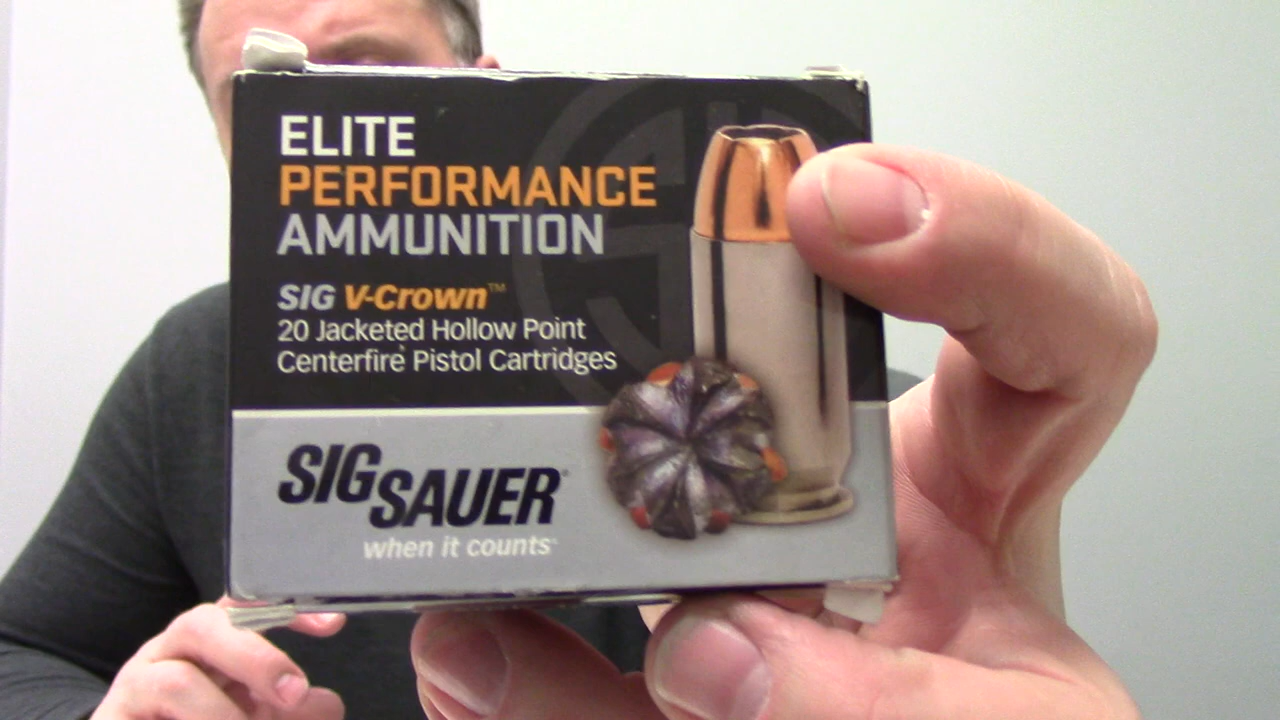 ELITE
PERFORMANCE
AMMUNITION
SIG V-Crown™
20 Jacketed Hollow Point
Centerfire Pistol Cartridges
SIG SAUER®
when it counts®